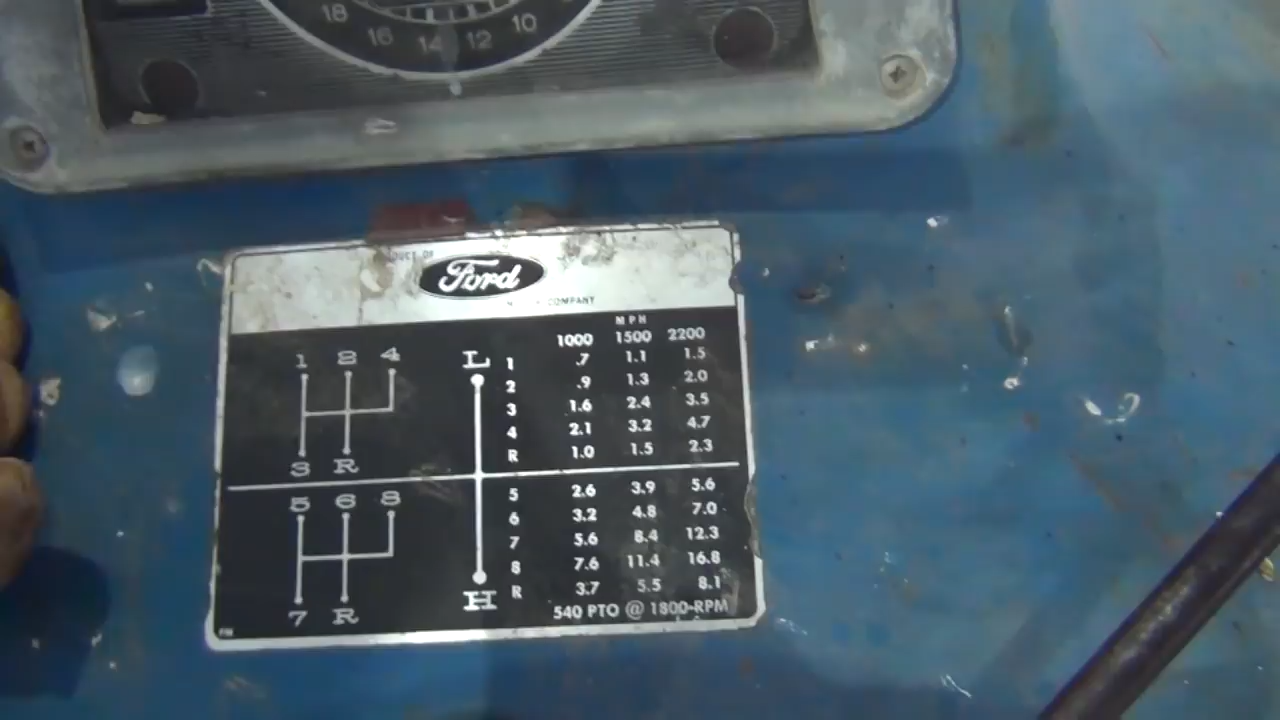 18 16 14 12 10
Ford
COMPANY
MPH
1000 1500 2200
1 2 4 L 1 .7 1.1 1.5
2 .9 1.3 2.0
3 1.6 2.4 3.5
4 2.1 3.2 4.7
3 R R 1.0 1.5 2.3
5 6 8 5 2.6 3.9 5.6
6 3.2 4.8 7.0
7 5.6 8.4 12.3
8 7.6 11.4 16.8
7 R H R 3.7 5.5 8.1
540 PTO @ 1800-RPM